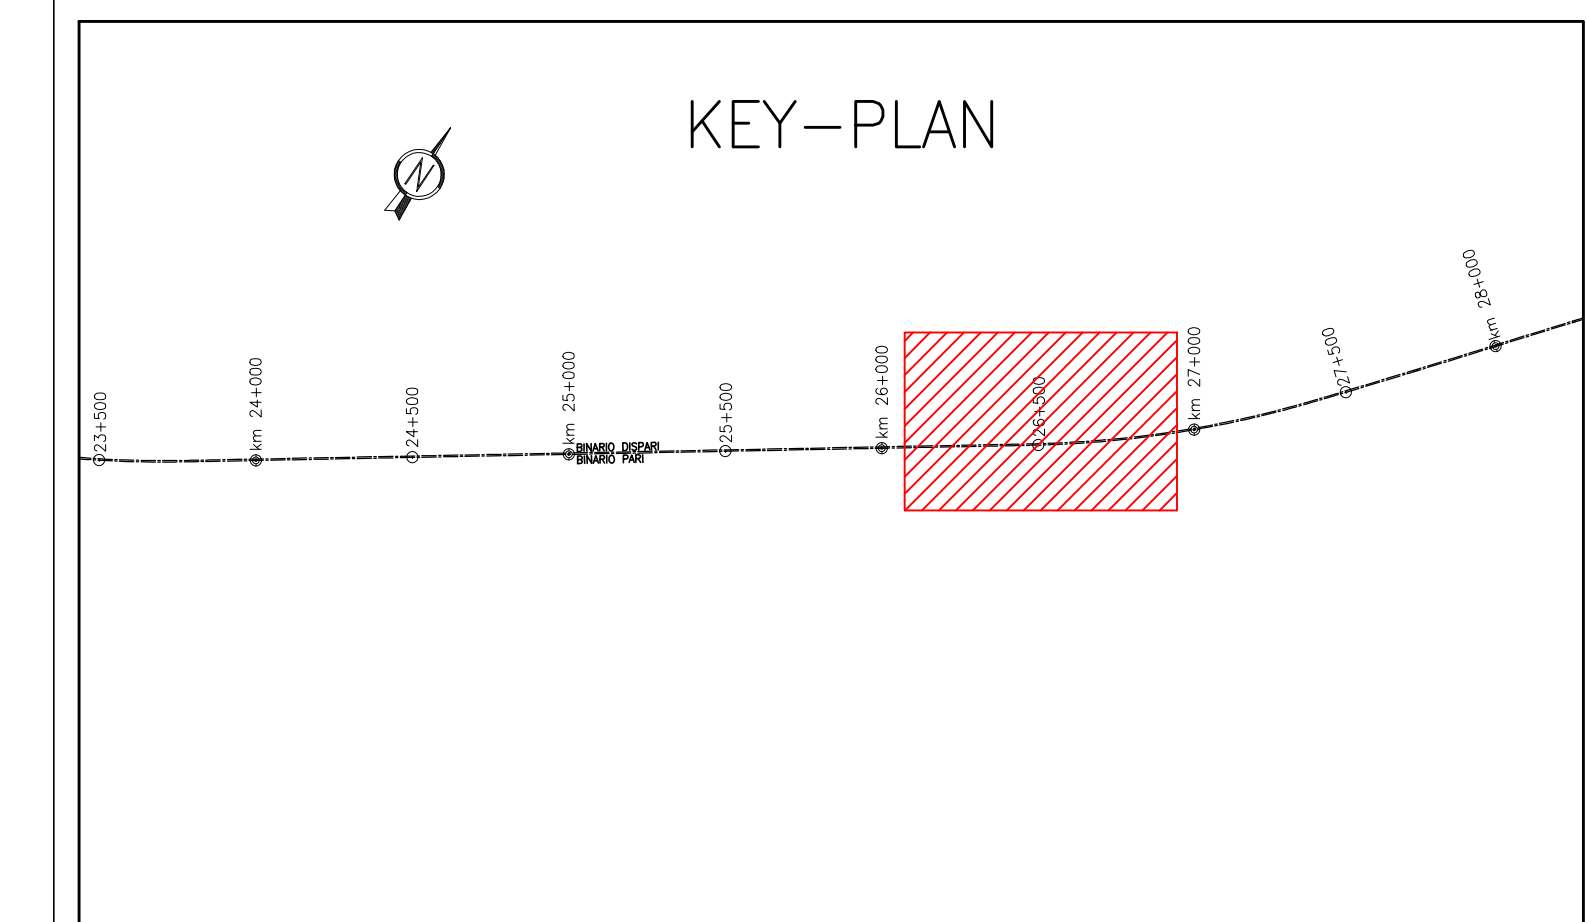 KEY-PLAN
N
23+500
km 24+000
24+500
km 25+000
BINARIO DISPARI
BINARIO PARI
25+500
km 26+000
26+500
km 27+000
27+500
km 28+000